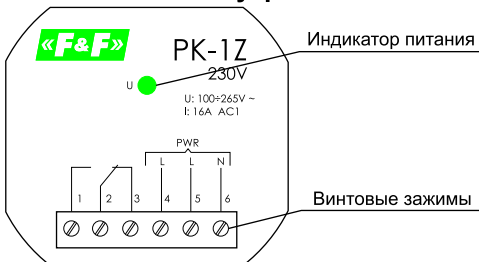 «F&F»
PK-1Z
230V
Индикатор питания
U
U: 100÷265V ~
I: 16A AC1
PWR
L L N
1 2 3 4 5 6
Винтовые зажимы